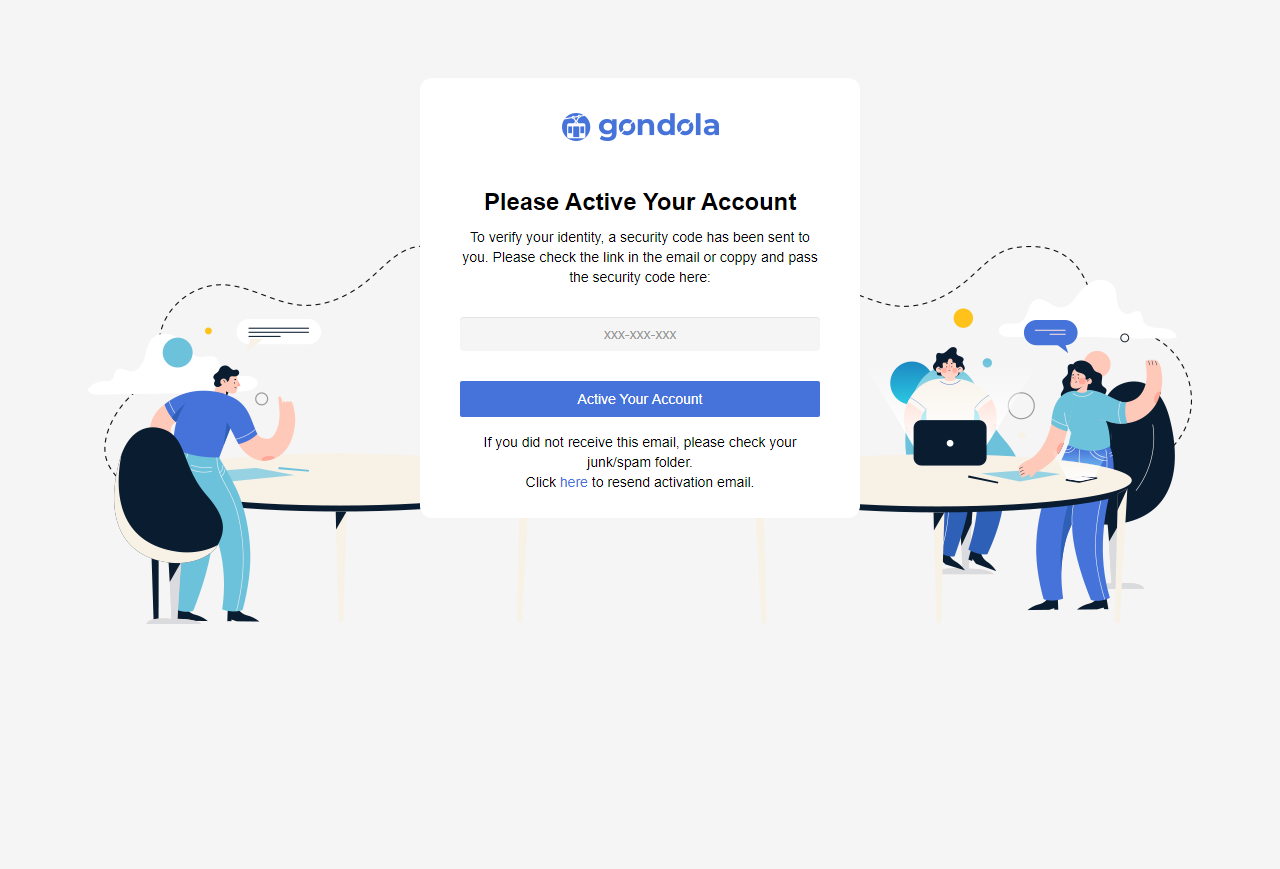 gondola
Please Active Your Account
To verify your identity, a security code has been sent to
you. Please check the link in the email or coppy and pass
the security code here:
xxx-xxx-xxx
Active Your Account
If you did not receive this email, please check your
junk/spam folder.
Click here to resend activation email.